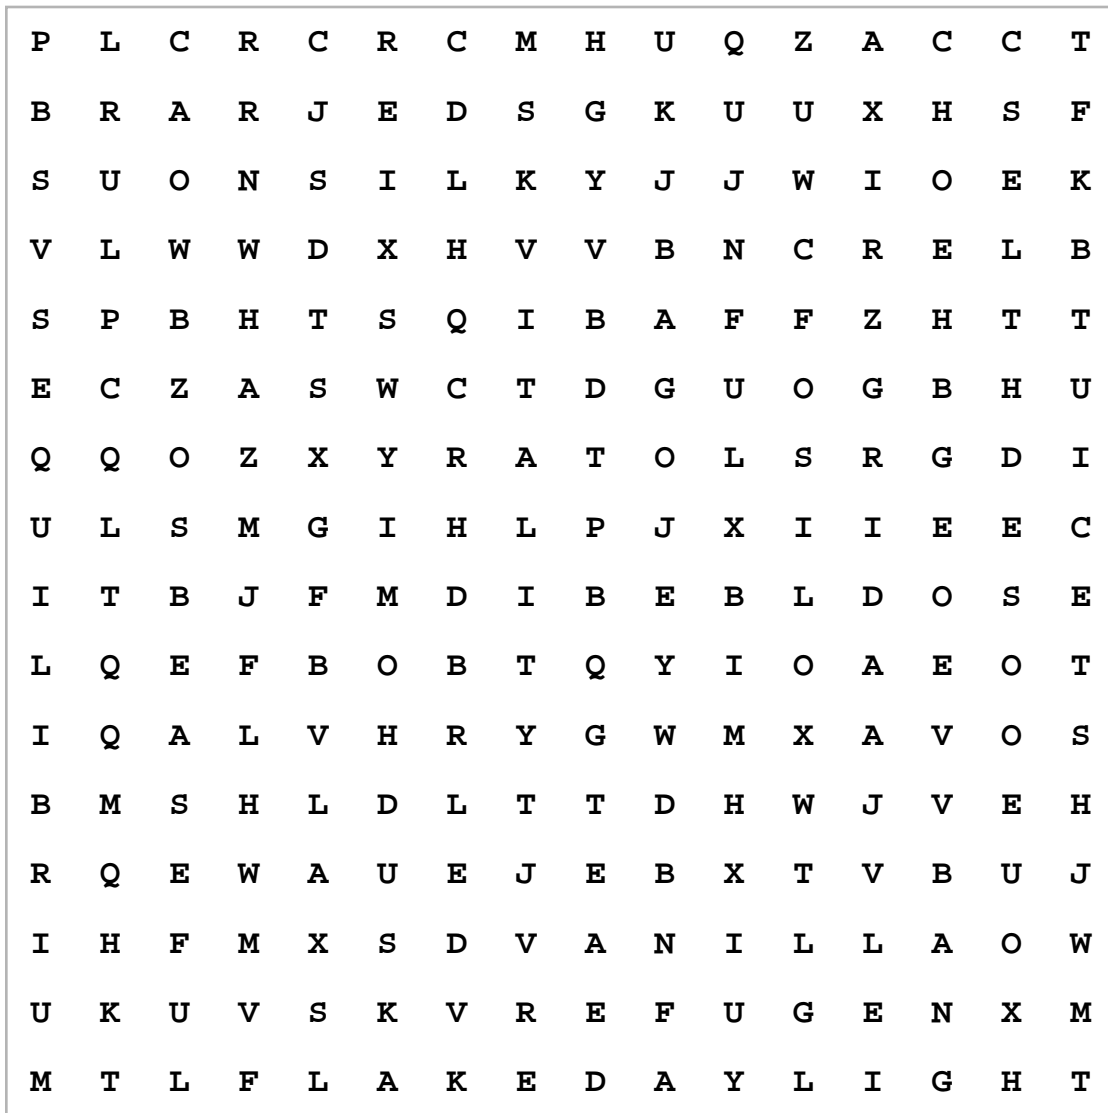 P L C R C R C M H U Q Z A C C T
B R A R J E D S G K U U X H S F
S U O N S I L K Y J J W I O E K
V L W W D X H V V B N C R E L B
S P B H T S Q I B A F F Z H T T
E C Z A S W C T D G U O G B H U
Q Q O Z X Y R A T O L S R G D I
U L S M G I H L P J X I I E E C
I T B J F M D I B E B L D O S E
L Q E F B O B T Q Y I O A E O T
I Q A L V H R Y G W M X A V O S
B M S H L D L T T D H W J V E H
R Q E W A U E J E B X T V B U J
I H F M X S D V A N I L L A O W
U K U V S K V R E F U G E N X M
M T L F L A K E D A Y L I G H T